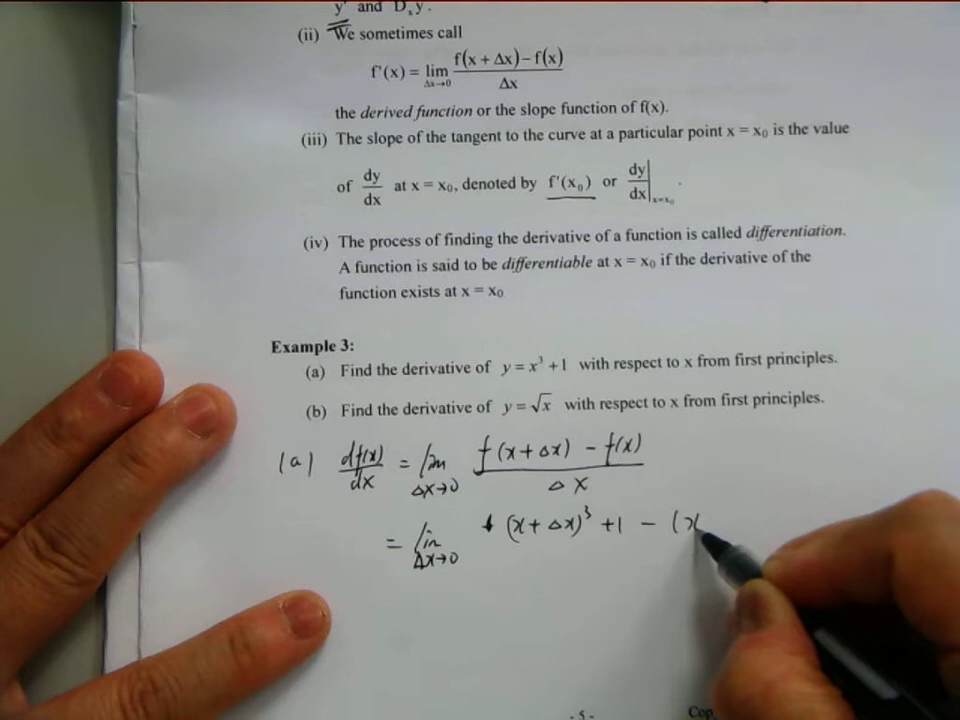 y' and Dₓy.
(ii) We sometimes call
f'(x) = lim Δx→0 f(x + Δx) – f(x) / Δx
the derived function or the slope function of f(x).
(iii) The slope of the tangent to the curve at a particular point x = x₀ is the value
of dy/dx at x = x₀, denoted by f'(x₀) or dy/dx|ₓ₌ₓ₀.
(iv) The process of finding the derivative of a function is called differentiation.
A function is said to be differentiable at x = x₀ if the derivative of the
function exists at x = x₀
Example 3:
(a) Find the derivative of y = x³ + 1 with respect to x from first principles.
(b) Find the derivative of y = √x with respect to x from first principles.
(a) df(x)/dx = lim Δx→0 f(x+Δx) - f(x) / Δx
= lim Δx→0 (x+Δx)³ +1 - (x
- 5 -